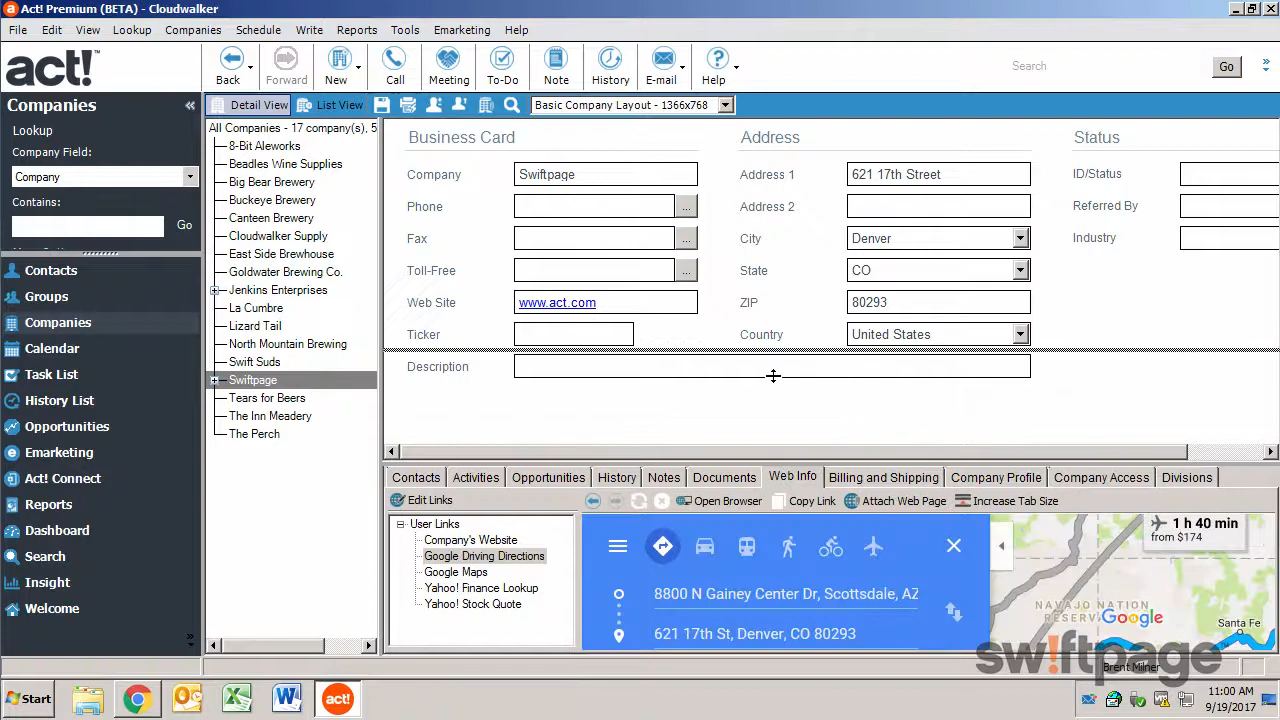 Act! Premium (BETA) - Cloudwalker
File Edit View Lookup Companies Schedule Write Reports Tools Emarketing Help
act!™
Back Forward New Call Meeting To-Do Note History E-mail Help
Search Go
Companies
Detail View List View Basic Company Layout - 1366x768
Lookup
Company Field:
Company
Contains:
Go
Contacts
Groups
Companies
Calendar
Task List
History List
Opportunities
Emarketing
Act! Connect
Reports
Dashboard
Search
Insight
Welcome
All Companies - 17 company(s), 5
8-Bit Aleworks
Beadles Wine Supplies
Big Bear Brewery
Buckeye Brewery
Canteen Brewery
Cloudwalker Supply
East Side Brewhouse
Goldwater Brewing Co.
Jenkins Enterprises
La Cumbre
Lizard Tail
North Mountain Brewing
Swift Suds
Swiftpage
Tears for Beers
The Inn Meadery
The Perch
Business Card
Company Swiftpage
Phone ...
Fax ...
Toll-Free ...
Web Site www.act.com
Ticker
Description
Address
Address 1 621 17th Street
Address 2
City Denver
State CO
ZIP 80293
Country United States
Status
ID/Status
Referred By
Industry
Contacts Activities Opportunities History Notes Documents Web Info Billing and Shipping Company Profile Company Access Divisions
Edit Links Open Browser Copy Link Attach Web Page Increase Tab Size
User Links
Company's Website
Google Driving Directions
Google Maps
Yahoo! Finance Lookup
Yahoo! Stock Quote
8800 N Gainey Center Dr, Scottsdale, AZ
621 17th St, Denver, CO 80293
1 h 40 min
from $174
NAVAJO NATION
Google
Santa Fe
sw!ftpage
Brent Milner
Start act!
11:00 AM
9/19/2017